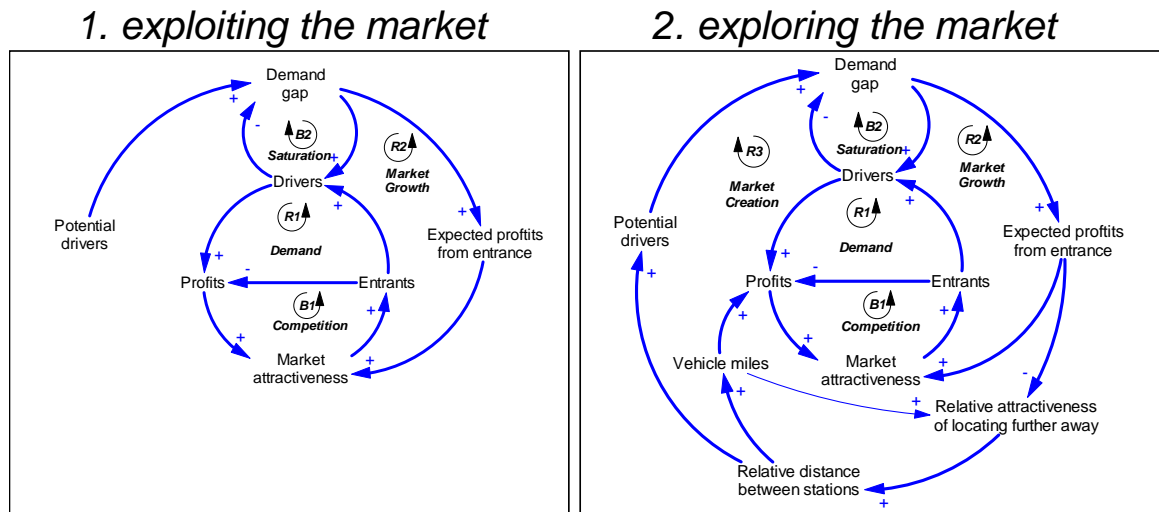 1. exploiting the market
Demand
gap
+
-
B2
Saturation
+
R2
Market
Growth
Drivers
+
R1
Potential
drivers
Demand
+
Expected proftits
from entrance
+
-
Profits
Entrants
B1
Competition
+
+
+
Market
attractiveness
2. exploring the market
Demand
gap
+
-
B2
Saturation
+
R2
Market
Growth
R3
Market
Creation
Drivers
+
R1
Potential
drivers
Demand
+
Expected proftits
from entrance
+
+
-
Profits
Entrants
B1
Competition
+
+
+
Vehicle miles
Market
attractiveness
+
-
+
+
Relative attractiveness
of locating further away
Relative distance
between stations
+